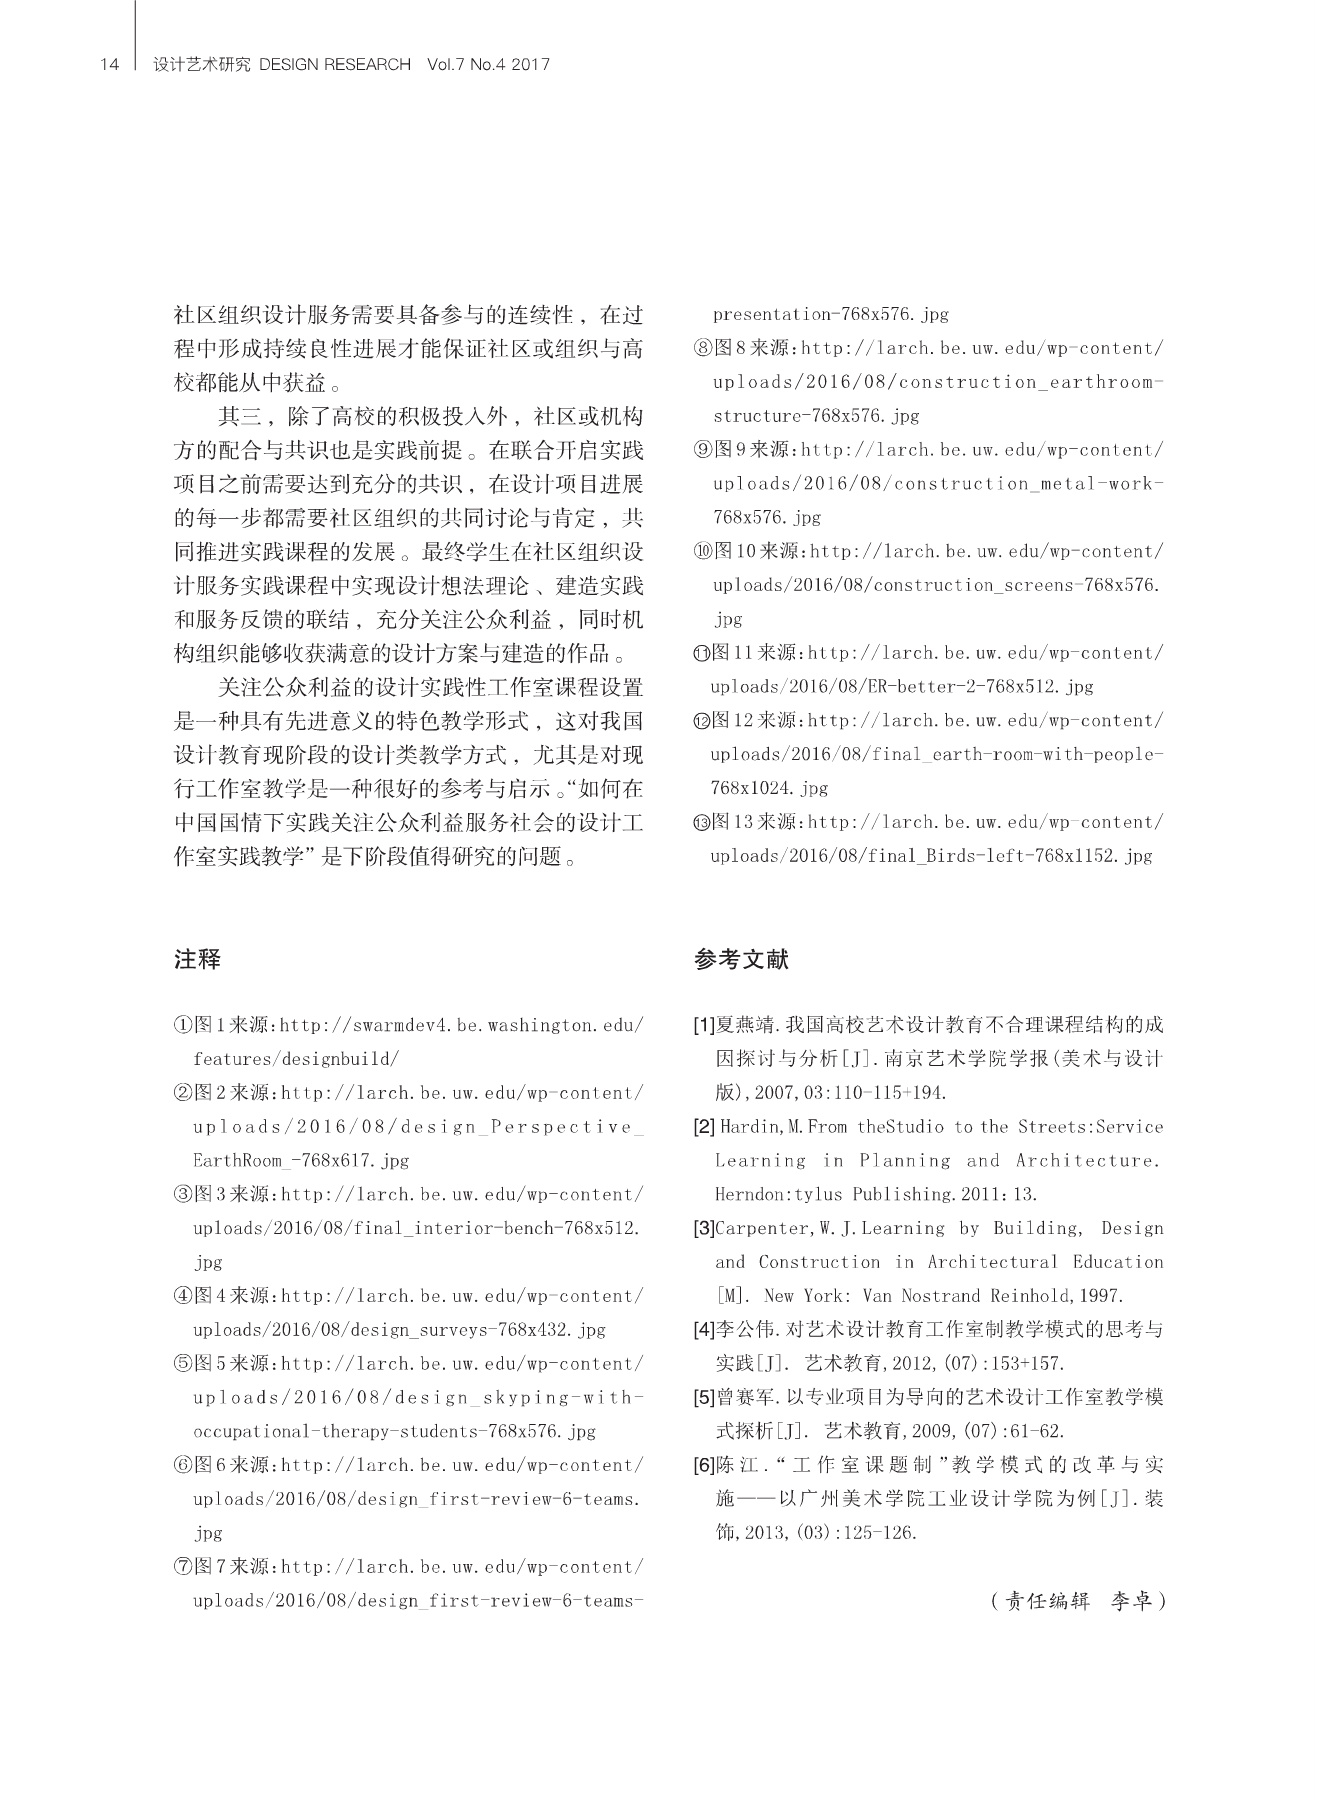 14
设计艺术研究 DESIGN RESEARCH Vol.7 No.4 2017
社区组织设计服务需要具备参与的连续性，在过
程中形成持续良性进展才能保证社区或组织与高
校都能从中获益。
其三，除了高校的积极投入外，社区或机构
方的配合与共识也是实践前提。在联合开启实践
项目之前需要达到充分的共识，在设计项目进展
的每一步都需要社区组织的共同讨论与肯定，共
同推进实践课程的发展。最终学生在社区组织设
计服务实践课程中实现设计想法理论、建造实践
和服务反馈的联结，充分关注公众利益，同时机
构组织能够收获满意的设计方案与建造的作品。
关注公众利益的设计实践性工作室课程设置
是一种具有先进意义的特色教学形式，这对我国
设计教育现阶段的设计类教学方式，尤其是对现
行工作室教学是一种很好的参考与启示。“如何在
中国国情下实践关注公众利益服务社会的设计工
作室实践教学”是下阶段值得研究的问题。
注释
①图1来源:http://swarmdev4.be.washington.edu/
features/designbuild/
②图2来源:http://larch.be.uw.edu/wp-content/
uploads/2016/08/design_Perspective_
EarthRoom_-768x617.jpg
③图3来源:http://larch.be.uw.edu/wp-content/
uploads/2016/08/final_interior-bench-768x512.
jpg
④图4来源:http://larch.be.uw.edu/wp-content/
uploads/2016/08/design_surveys-768x432.jpg
⑤图5来源:http://larch.be.uw.edu/wp-content/
uploads/2016/08/design_skyping-with-
occupational-therapy-students-768x576.jpg
⑥图6来源:http://larch.be.uw.edu/wp-content/
uploads/2016/08/design_first-review-6-teams.
jpg
⑦图7来源:http://larch.be.uw.edu/wp-content/
uploads/2016/08/design_first-review-6-teams-
presentation-768x576.jpg
⑧图8来源:http://larch.be.uw.edu/wp-content/
uploads/2016/08/construction_earthroom-
structure-768x576.jpg
⑨图9来源:http://larch.be.uw.edu/wp-content/
uploads/2016/08/construction_metal-work-
768x576.jpg
⑩图10来源:http://larch.be.uw.edu/wp-content/
uploads/2016/08/construction_screens-768x576.
jpg
⑪图11来源:http://larch.be.uw.edu/wp-content/
uploads/2016/08/ER-better-2-768x512.jpg
⑫图12来源:http://larch.be.uw.edu/wp-content/
uploads/2016/08/final_earth-room-with-people-
768x1024.jpg
⑬图13来源:http://larch.be.uw.edu/wp-content/
uploads/2016/08/final_Birds-left-768x1152.jpg
参考文献
[1]夏燕靖.我国高校艺术设计教育不合理课程结构的成
因探讨与分析[J].南京艺术学院学报(美术与设计
版),2007,03:110-115+194.
[2] Hardin,M.From theStudio to the Streets:Service
Learning in Planning and Architecture.
Herndon:tylus Publishing.2011:13.
[3]Carpenter,W.J.Learning by Building, Design
and Construction in Architectural Education
[M]. New York: Van Nostrand Reinhold,1997.
[4]李公伟.对艺术设计教育工作室制教学模式的思考与
实践[J]. 艺术教育,2012,(07):153+157.
[5]曾赛军.以专业项目为导向的艺术设计工作室教学模
式探析[J]. 艺术教育,2009,(07):61-62.
[6]陈江.“工作室课题制”教学模式的改革与实
施——以广州美术学院工业设计学院为例[J].装
饰,2013,(03):125-126.
（责任编辑 李卓）